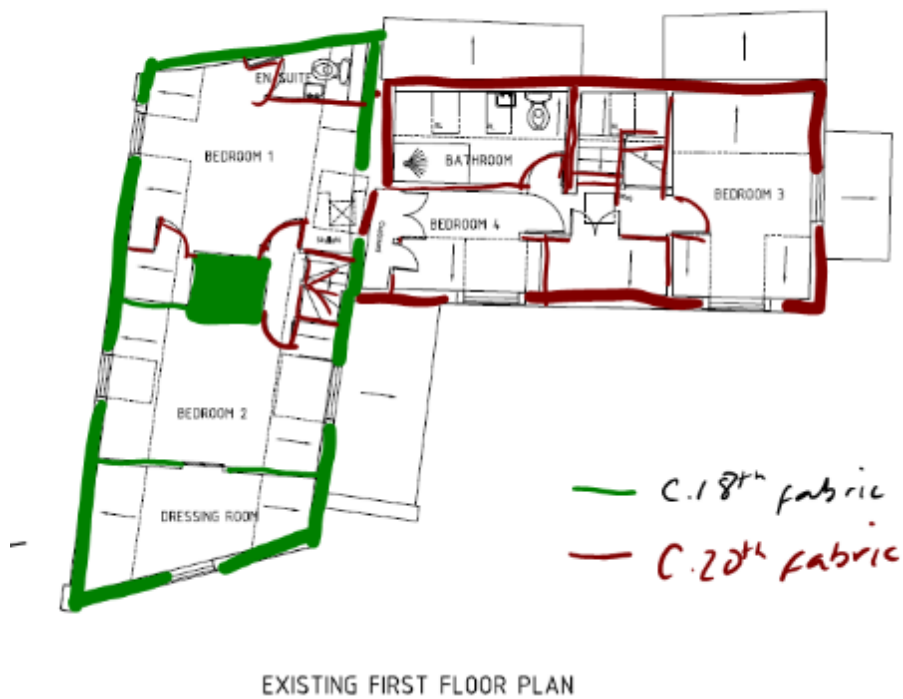 EN SUITE
BEDROOM 1
BATHROOM
BEDROOM 3
BEDROOM 4
BEDROOM 2
DRESSING ROOM
C.18th fabric
C.20th fabric
EXISTING FIRST FLOOR PLAN